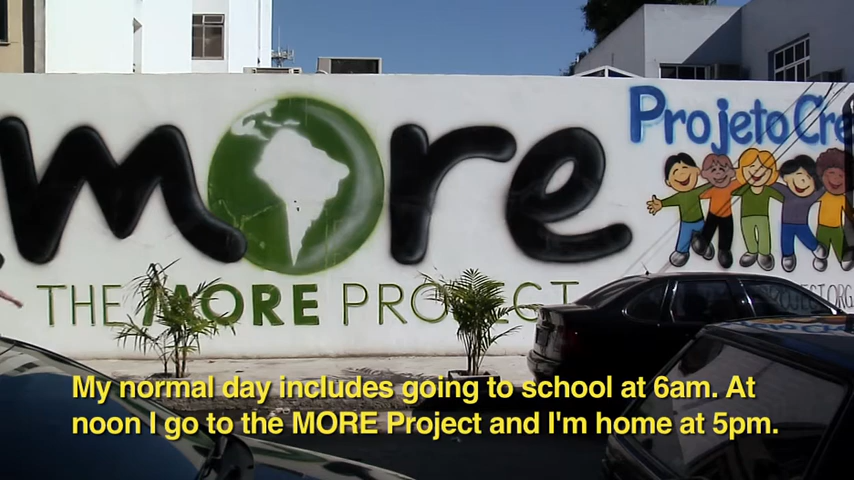 more
Projeto Cre
THE MORE PROJECT
My normal day includes going to school at 6am. At
noon I go to the MORE Project and I'm home at 5pm.